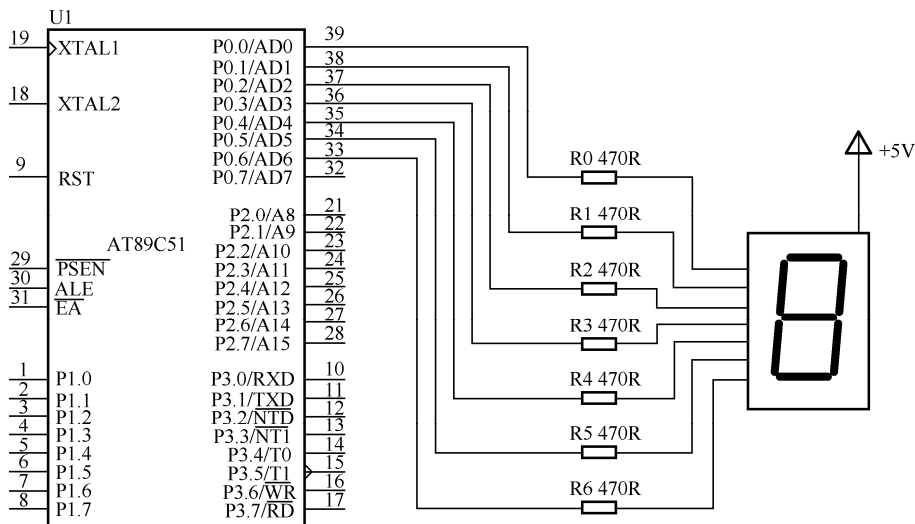 U1
19
XTAL1
18
XTAL2
9
RST
AT89C51
29
PSEN
30
ALE
31
EA
1
P1.0
2
P1.1
3
P1.2
4
P1.3
5
P1.4
6
P1.5
7
P1.6
8
P1.7
P0.0/AD0
39
P0.1/AD1
38
P0.2/AD2
37
P0.3/AD3
36
P0.4/AD4
35
P0.5/AD5
34
P0.6/AD6
33
P0.7/AD7
32
P2.0/A8
21
P2.1/A9
22
P2.2/A10
23
P2.3/A11
24
P2.4/A12
25
P2.5/A13
26
P2.6/A14
27
P2.7/A15
28
P3.0/RXD
10
P3.1/TXD
11
P3.2/NTD
12
P3.3/NT1
13
P3.4/T0
14
P3.5/T1
15
P3.6/WR
16
P3.7/RD
17
R0 470R
R1 470R
R2 470R
R3 470R
R4 470R
R5 470R
R6 470R
+5V